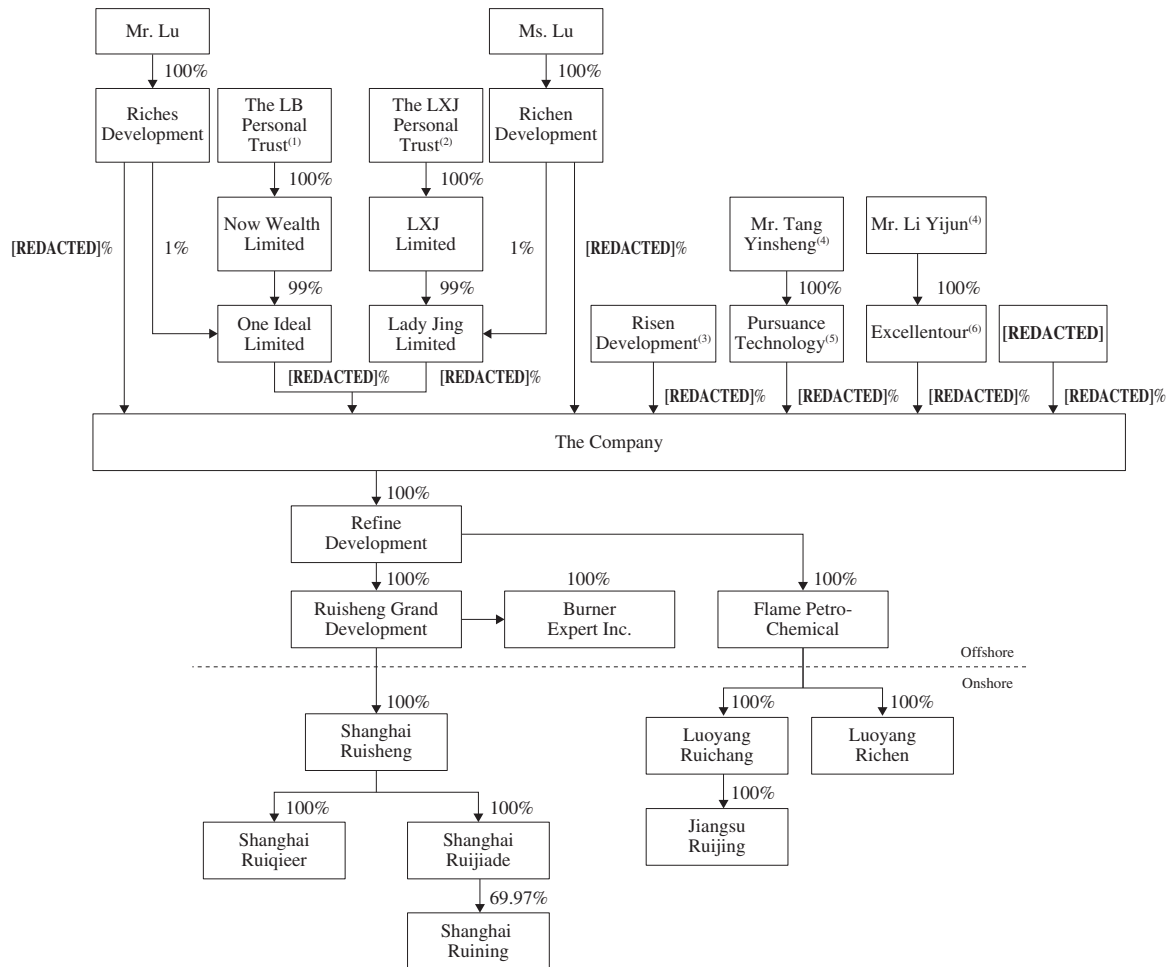 Mr. Lu
Ms. Lu
100%
100%
Riches
Development
The LB
Personal
Trust(1)
The LXJ
Personal
Trust(2)
Richen
Development
100%
100%
[REDACTED]%
1%
Now Wealth
Limited
LXJ
Limited
1%
[REDACTED]%
Mr. Tang
Yinsheng(4)
Mr. Li Yijun(4)
99%
99%
100%
100%
One Ideal
Limited
Lady Jing
Limited
Risen
Development(3)
Pursuance
Technology(5)
Excellentour(6)
[REDACTED]
[REDACTED]%
[REDACTED]%
[REDACTED]%
[REDACTED]%
[REDACTED]%
[REDACTED]%
The Company
100%
Refine
Development
100%
100%
100%
Ruisheng Grand
Development
Burner
Expert Inc.
Flame Petro-
Chemical
Offshore
Onshore
100%
100%
100%
Shanghai
Ruisheng
Luoyang
Ruichang
Luoyang
Richen
100%
100%
100%
Shanghai
Ruiqieer
Shanghai
Ruijiade
Jiangsu
Ruijing
69.97%
Shanghai
Ruining